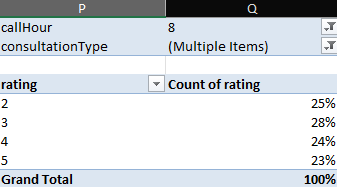 P Q
callHour 8
consultationType (Multiple Items)
rating Count of rating
2 25%
3 28%
4 24%
5 23%
Grand Total 100%